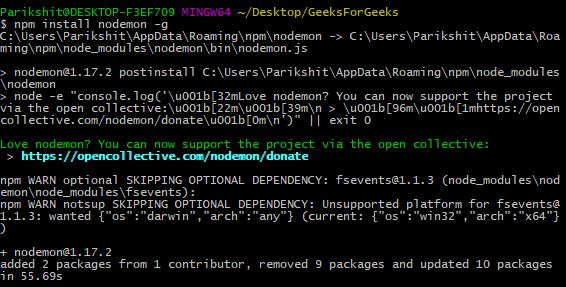 Parikshit@DESKTOP-F3EF7O9 MINGW64 ~/Desktop/GeeksForGeeks
$ npm install nodemon -g
C:\Users\Parikshit\AppData\Roaming\npm\nodemon -> C:\Users\Parikshit\AppData\Roa
ming\npm\node_modules\nodemon\bin\nodemon.js

> nodemon@1.17.2 postinstall C:\Users\Parikshit\AppData\Roaming\npm\node_modules
\nodemon
> node -e "console.log('\u001b[32mLove nodemon? You can now support the project
via the open collective:\u001b[22m\u001b[39m\n > \u001b[96m\u001b[1mhttps://open
collective.com/nodemon/donate\u001b[0m\n')" || exit 0

Love nodemon? You can now support the project via the open collective:
 > https://opencollective.com/nodemon/donate

npm WARN optional SKIPPING OPTIONAL DEPENDENCY: fsevents@1.1.3 (node_modules\nod
emon\node_modules\fsevents):
npm WARN notsup SKIPPING OPTIONAL DEPENDENCY: Unsupported platform for fsevents@
1.1.3: wanted {"os":"darwin","arch":"any"} (current: {"os":"win32","arch":"x64"}
)

+ nodemon@1.17.2
added 2 packages from 1 contributor, removed 9 packages and updated 10 packages
in 55.69s